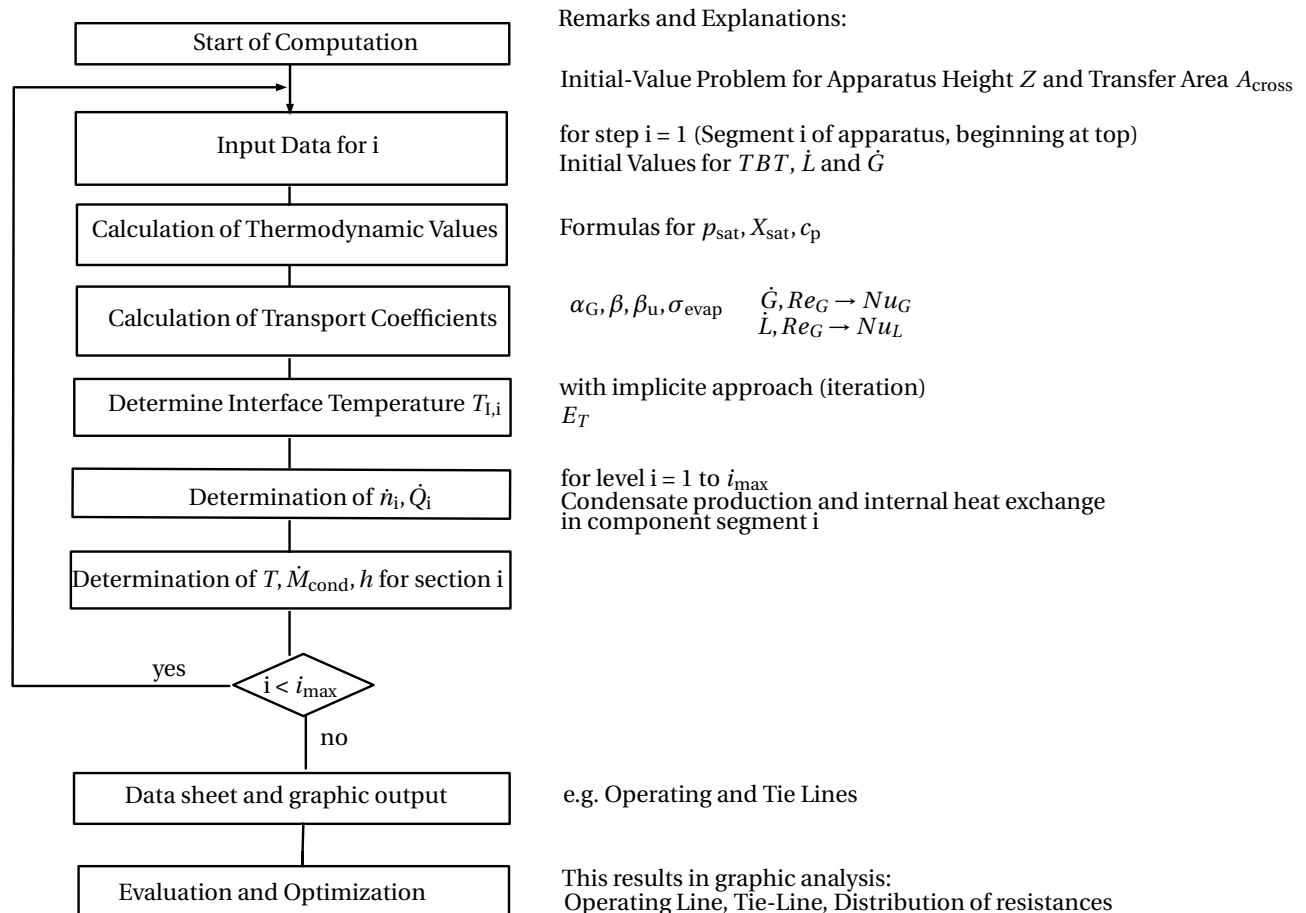 Remarks and Explanations:
Start of Computation
Initial-Value Problem for Apparatus Height Z and Transfer Area A_cross
Input Data for i
for step i = 1 (Segment i of apparatus, beginning at top)
Initial Values for TBT, L̇ and Ġ
Calculation of Thermodynamic Values
Formulas for p_sat, X_sat, c_p
Calculation of Transport Coefficients
α_G, β, β_u, σ_evap Ġ, Re_G → Nu_G
L̇, Re_G → Nu_L
Determine Interface Temperature T_I,i
with implicite approach (iteration)
E_T
Determination of ṅ_i, Q̇_i
for level i = 1 to i_max
Condensate production and internal heat exchange
in component segment i
Determination of T, Ṁ_cond, h for section i
yes
i < i_max
no
Data sheet and graphic output
e.g. Operating and Tie Lines
Evaluation and Optimization
This results in graphic analysis:
Operating Line, Tie-Line, Distribution of resistances